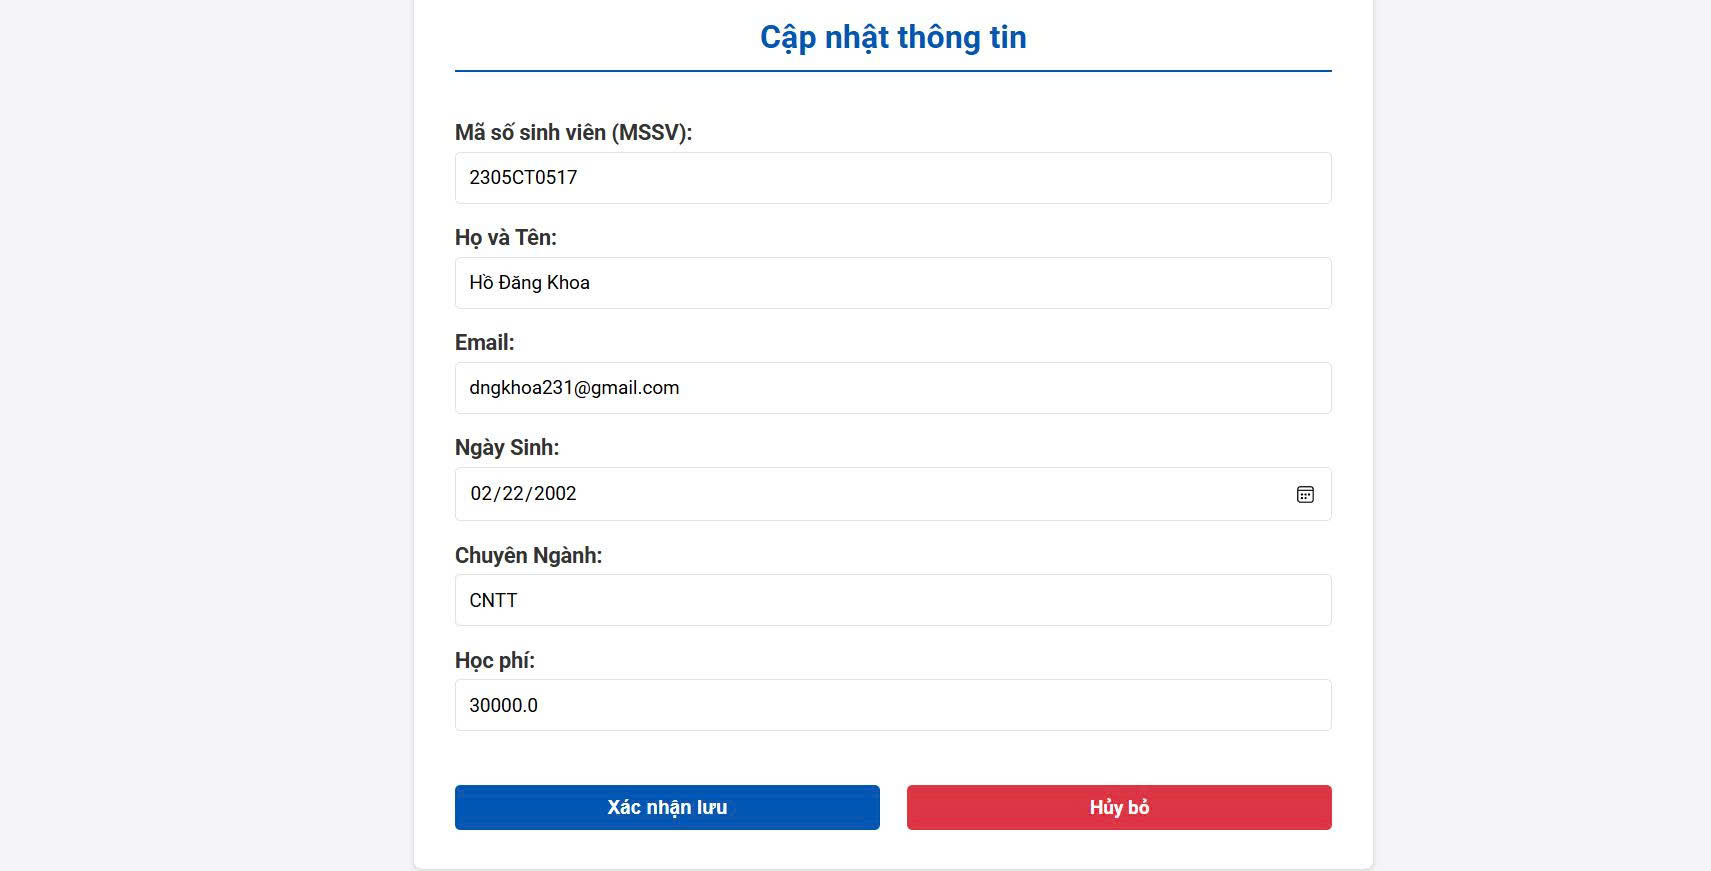 Cập nhật thông tin
Mã số sinh viên (MSSV):
2305CT0517
Họ và Tên:
Hồ Đăng Khoa
Email:
dngkhoa231@gmail.com
Ngày Sinh:
02/22/2002
Chuyên Ngành:
CNTT
Học phí:
30000.0
Xác nhận lưu
Hủy bỏ